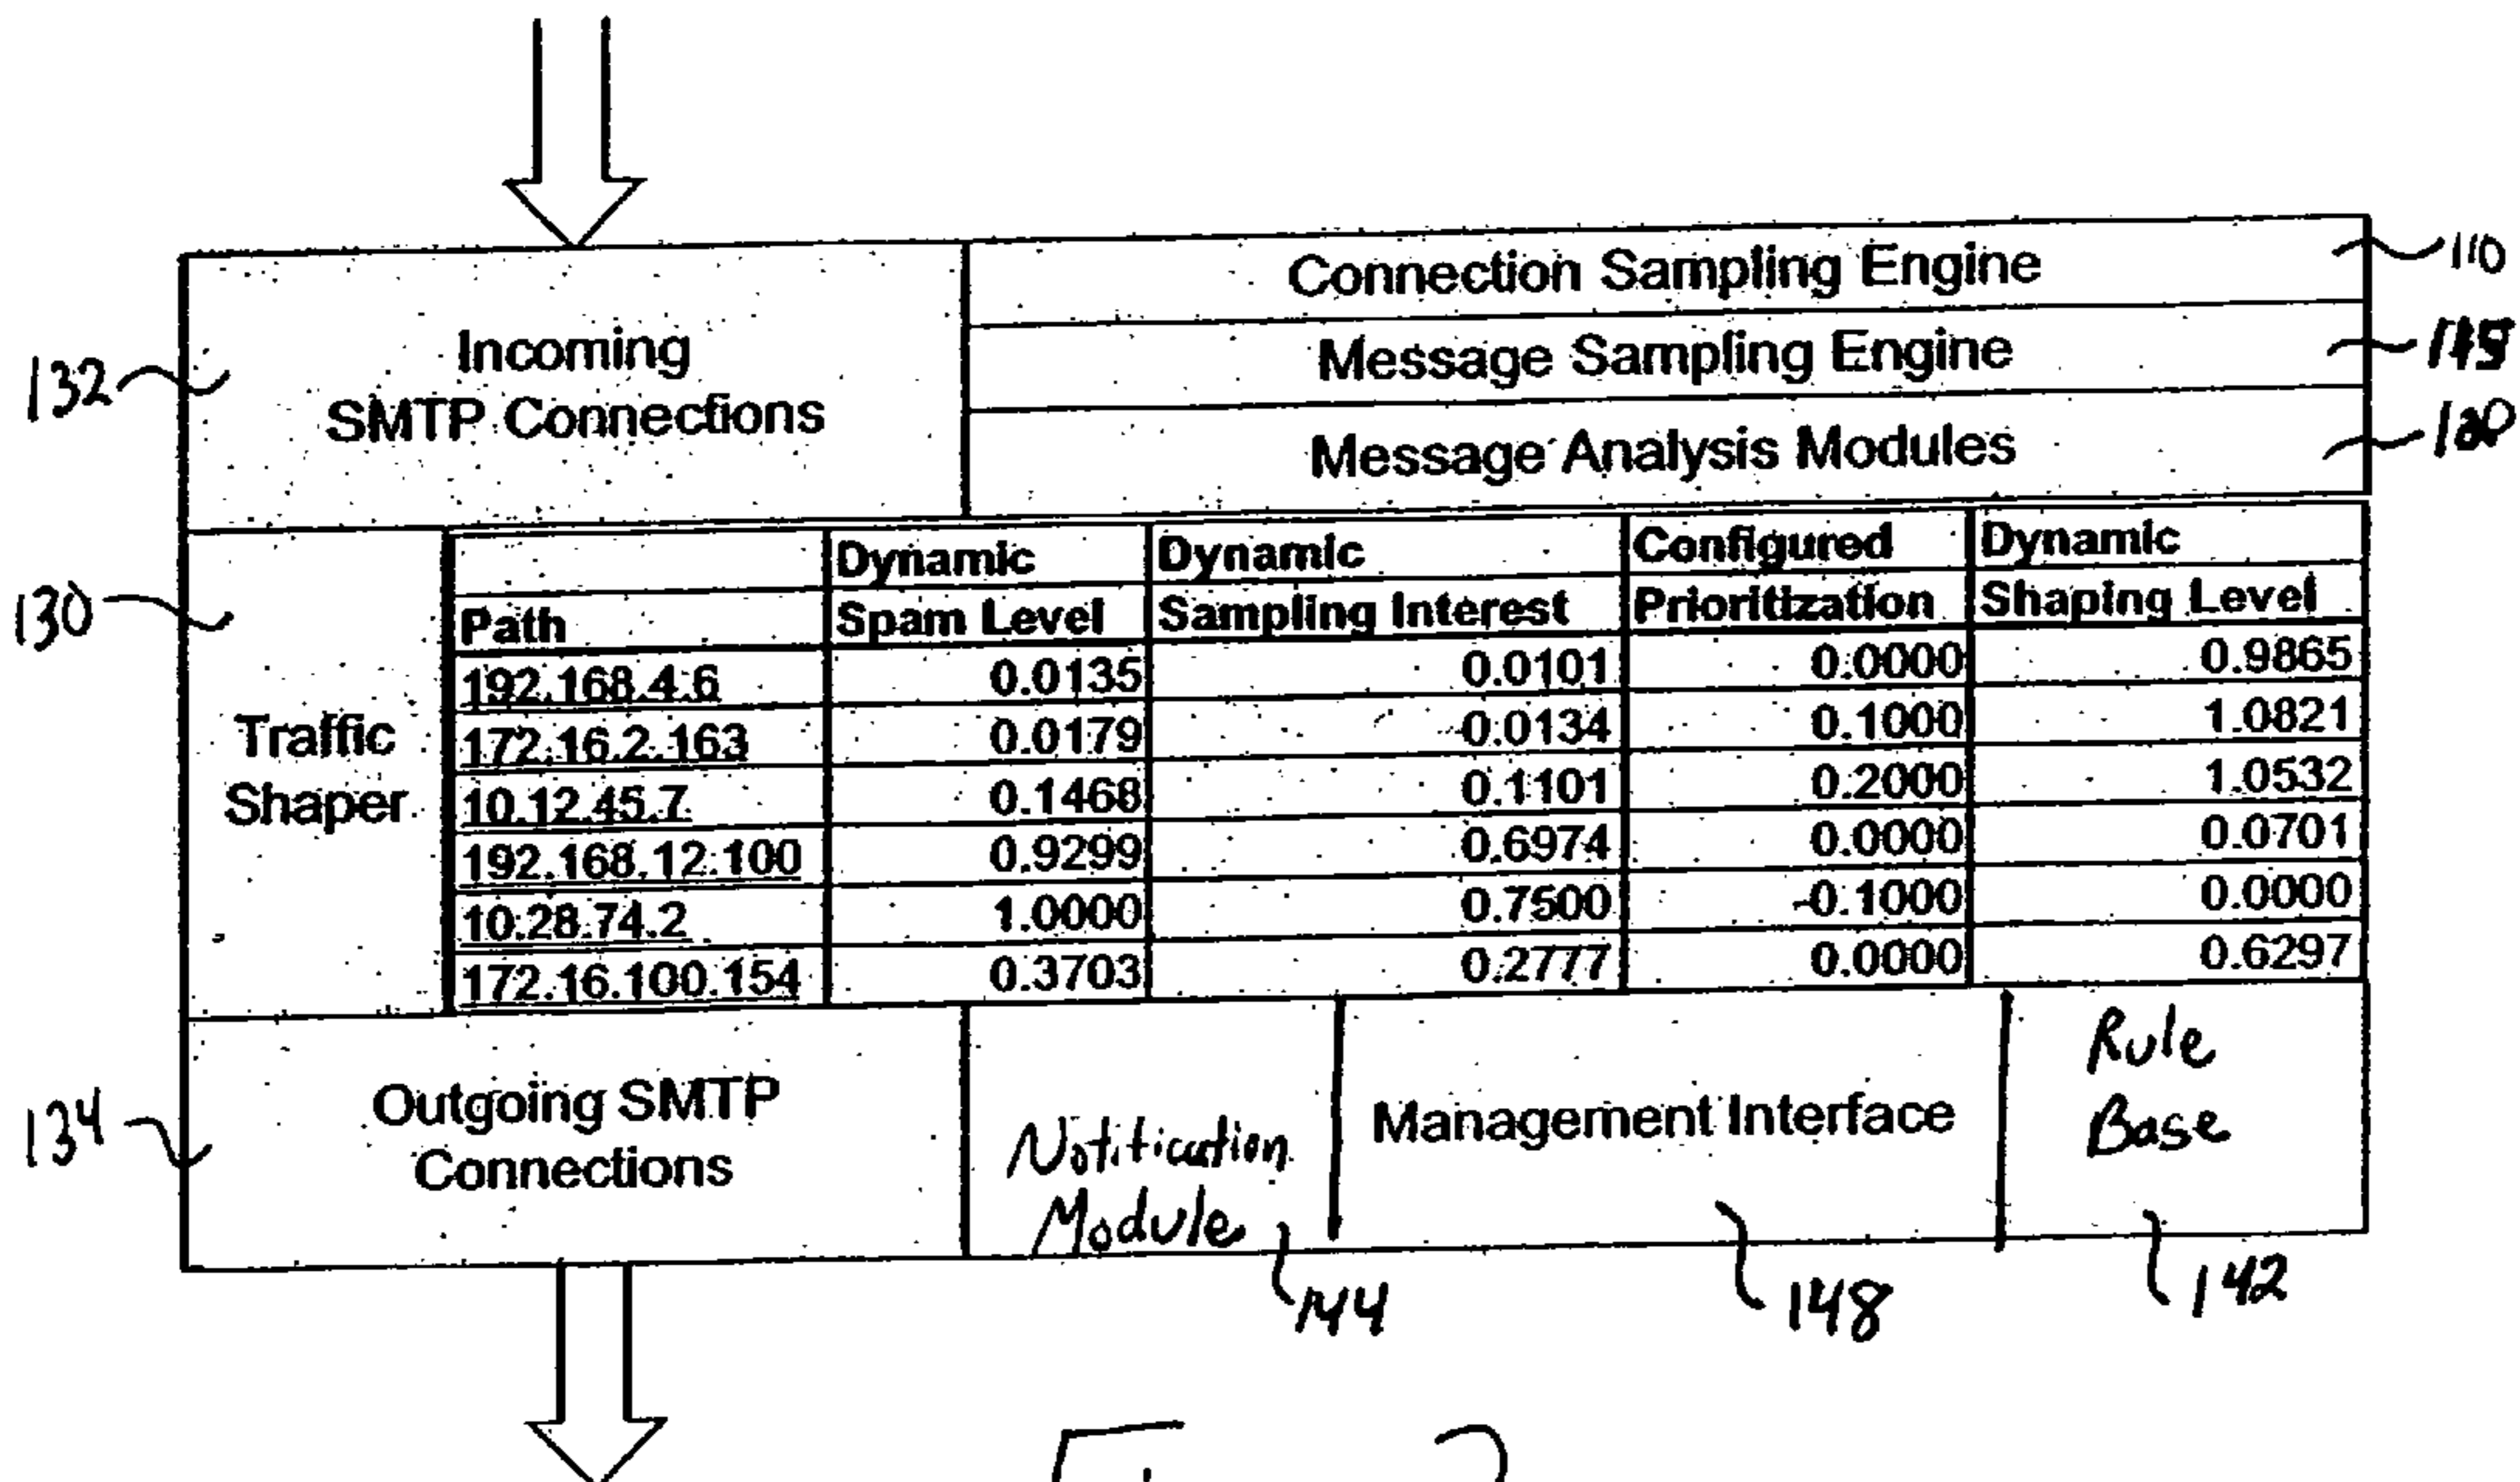 Connection Sampling Engine
110
Incoming
SMTP Connections
132
Message Sampling Engine
Message Analysis Modules
130
Traffic
Shaper
Path	Dynamic Spam Level	Dynamic Sampling Interest	Configured Prioritization	Dynamic Shaping Level
192.168.4.6	0.0135	0.0101	0.0000	0.9865
172.16.2.163	0.0179	0.0134	0.1000	1.0821
10.12.45.7	0.1468	0.1101	0.2000	1.0532
192.168.12.100	0.9299	0.6974	0.0000	0.0701
10.28.74.2	1.0000	0.7500	-0.1000	0.0000
172.16.100.154	0.3703	0.2777	0.0000	0.6297
134
Outgoing SMTP
Connections
Notification
Module
Management Interface
Rule
Base
144
148
142